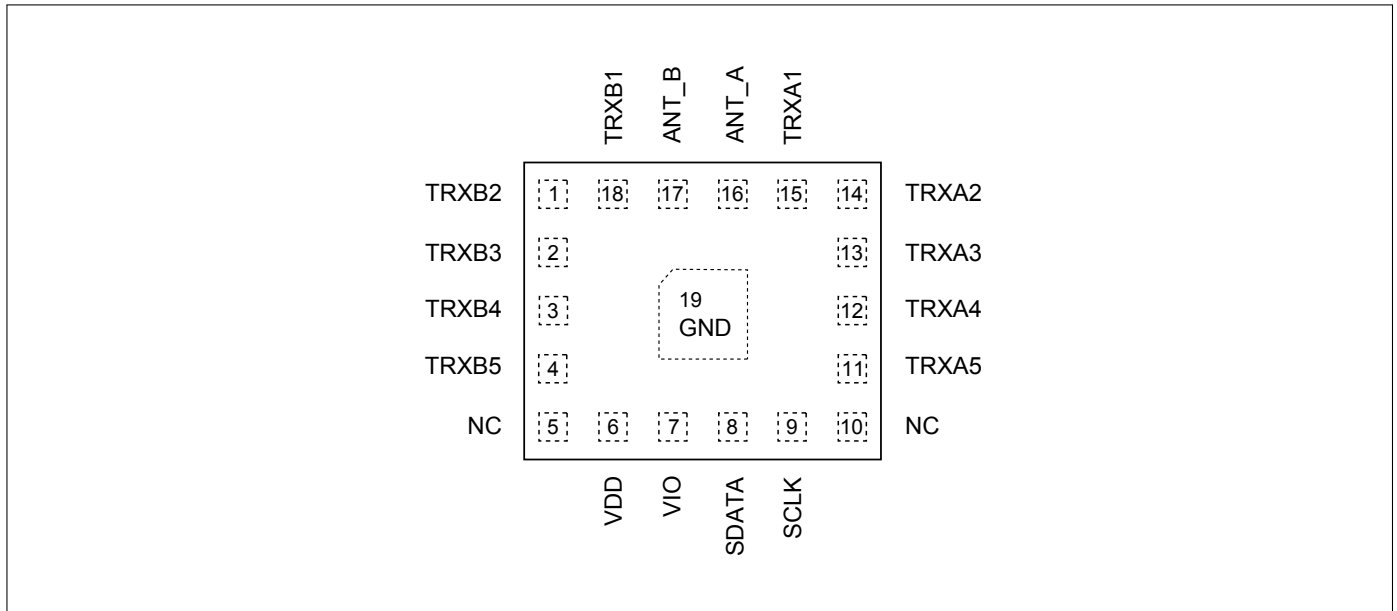 TRXB1
ANT_B
ANT_A
TRXA1
TRXB2 1 18 17 16 15 14 TRXA2
TRXB3 2 13 TRXA3
19
TRXB4 3 12 TRXA4
GND
TRXB5 4 11 TRXA5
NC 5 6 7 8 9 10 NC
VDD
VIO
SDATA
SCLK